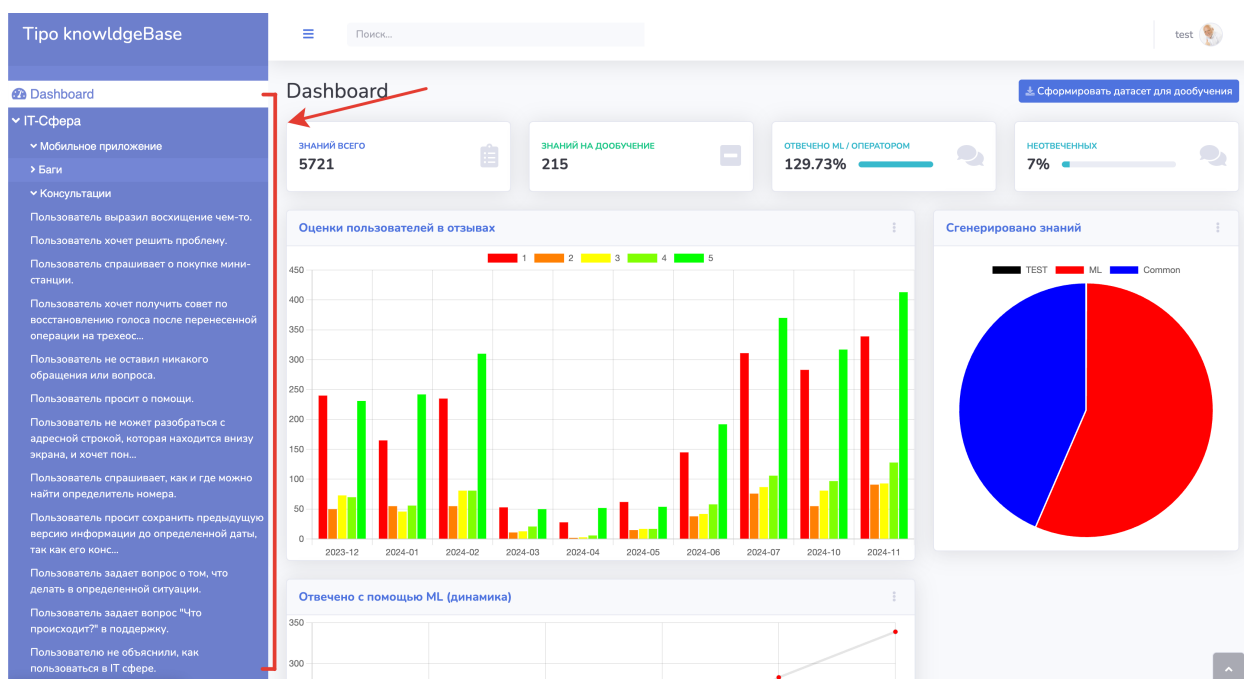 Tipo knowldgeBase
Поиск...
test
Dashboard
IT-Сфера
Мобильное приложение
Баги
Консультации
Пользователь выразил восхищение чем-то.
Пользователь хочет решить проблему.
Пользователь спрашивает о покупке мини-
станции.
Пользователь хочет получить совет по
восстановлению голоса после перенесенной
операции на трехеос...
Пользователь не оставил никакого
обращения или вопроса.
Пользователь просит о помощи.
Пользователь не может разобраться с
адресной строкой, которая находится внизу
экрана, и хочет пон...
Пользователь спрашивает, как и где можно
найти определитель номера.
Пользователь просит сохранить предыдущую
версию информации до определенной даты,
так как его конс...
Пользователь задает вопрос о том, что
делать в определенной ситуации.
Пользователь задает вопрос "Что
происходит?" в поддержку.
Пользователю не объяснили, как
пользоваться в IT сфере.
Dashboard
Сформировать датасет для дообучения
ЗНАНИЙ ВСЕГО
5721
ЗНАНИЙ НА ДООБУЧЕНИЕ
215
ОТВЕЧЕНО ML / ОПЕРАТОРОМ
129.73%
НЕОТВЕЧЕННЫХ
7%
Оценки пользователей в отзывах
1 2 3 4 5
450
400
350
300
250
200
150
100
50
0
2023-12 2024-01 2024-02 2024-03 2024-04 2024-05 2024-06 2024-07 2024-10 2024-11
Сгенерировано знаний
TEST ML Common
Отвечено с помощью ML (динамика)
350
300